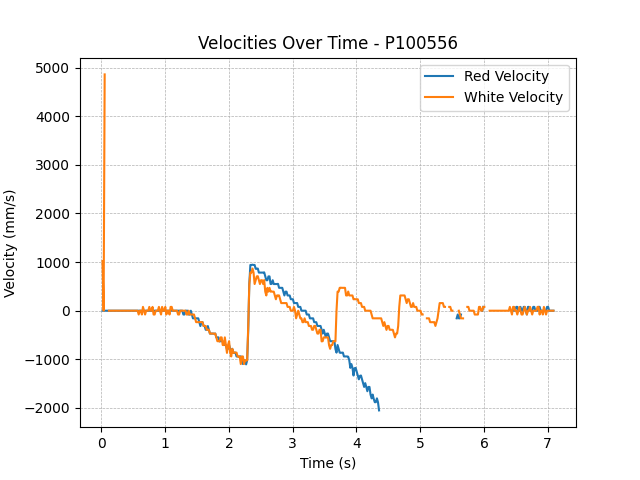 Velocities Over Time - P100556
Red Velocity
White Velocity
Velocity (mm/s)
5000
4000
3000
2000
1000
0
−1000
−2000
0 1 2 3 4 5 6 7
Time (s)